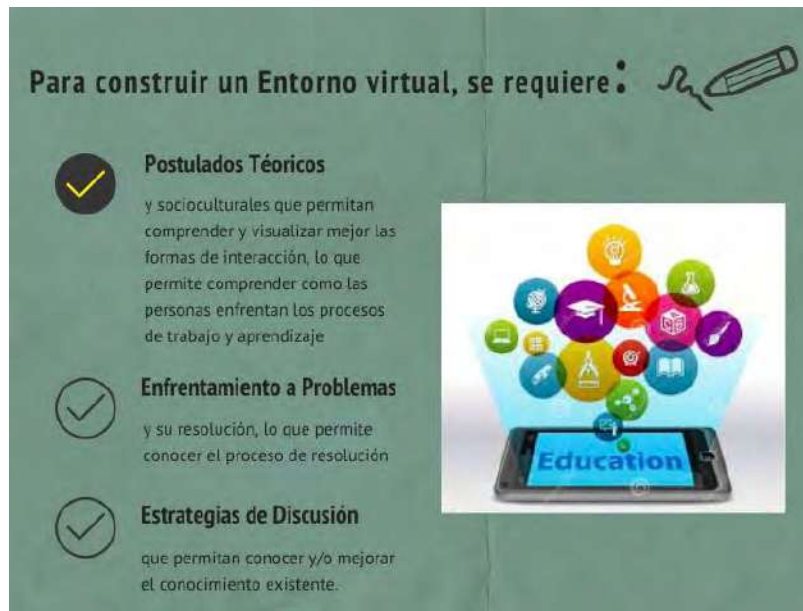 Para construir un Entorno virtual, se requiere:
Postulados Téoricos
y socioculturales que permitan
comprender y visualizar mejor las
formas de interacción, lo que
permite comprender como las
personas enfrentan los procesos
de trabajo y aprendizaje
Enfrentamiento a Problemas
y su resolución, lo que permite
conocer el proceso de resolución
Estrategias de Discusión
que permitan conocer y/o mejorar
el conocimiento existente.
Education